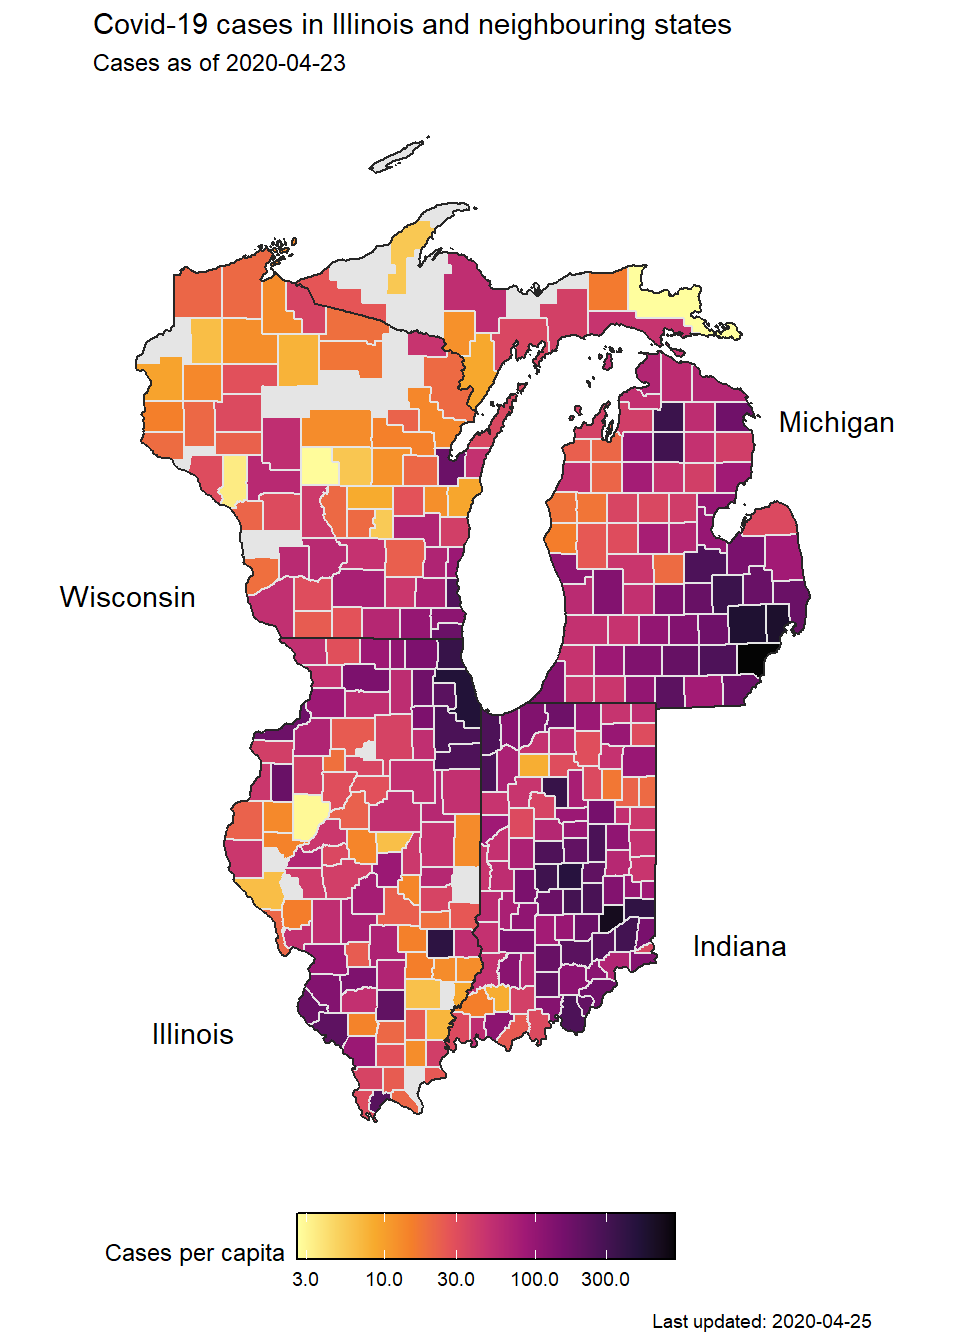 Covid-19 cases in Illinois and neighbouring states
Cases as of 2020-04-23
Michigan
Wisconsin
Indiana
Illinois
Cases per capita
3.0 10.0 30.0 100.0 300.0
Last updated: 2020-04-25